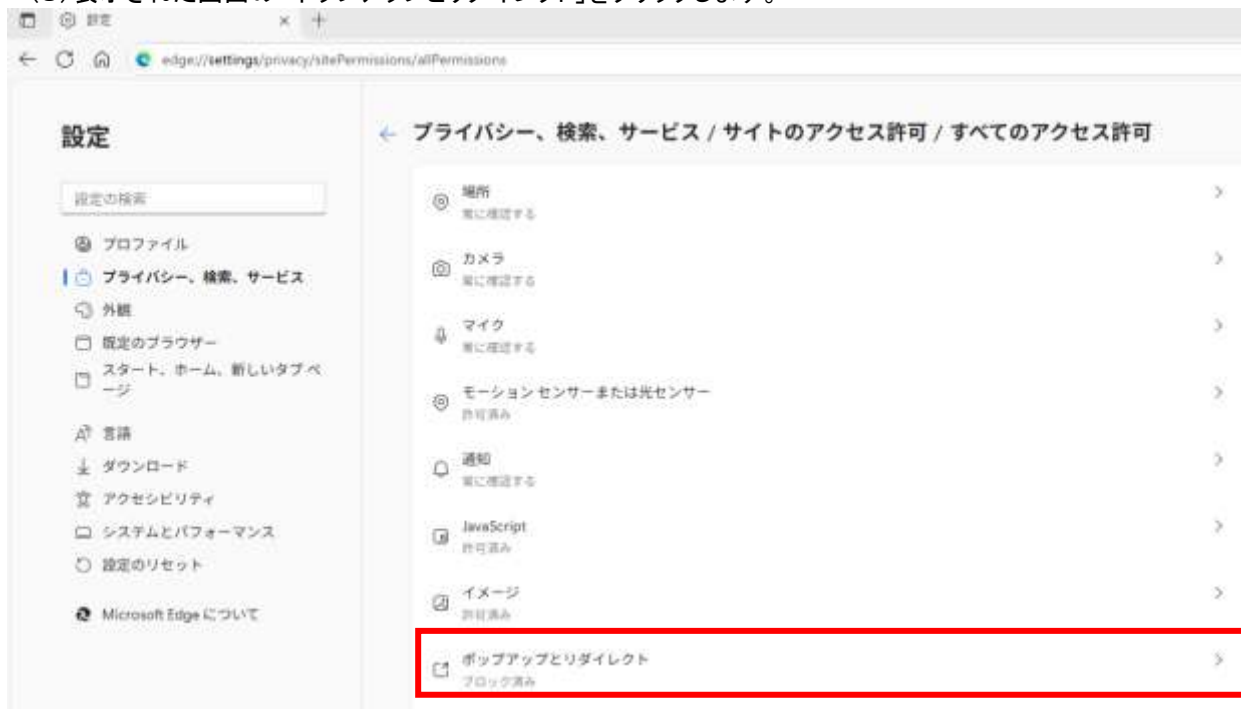 設定
edge://settings/privacy/sitePermissions/allPermissions
設定
プライバシー、検索、サービス / サイトのアクセス許可 / すべてのアクセス許可
設定の検索
プロファイル
プライバシー、検索、サービス
外観
既定のブラウザー
スタート、ホーム、新しいタブ ペ
ージ
言語
ダウンロード
アクセシビリティ
システムとパフォーマンス
設定のリセット
Microsoft Edge について
場所
常に確認する
カメラ
常に確認する
マイク
常に確認する
モーション センサーまたは光センサー
許可済み
通知
常に確認する
JavaScript
許可済み
イメージ
許可済み
ポップアップとリダイレクト
ブロック済み